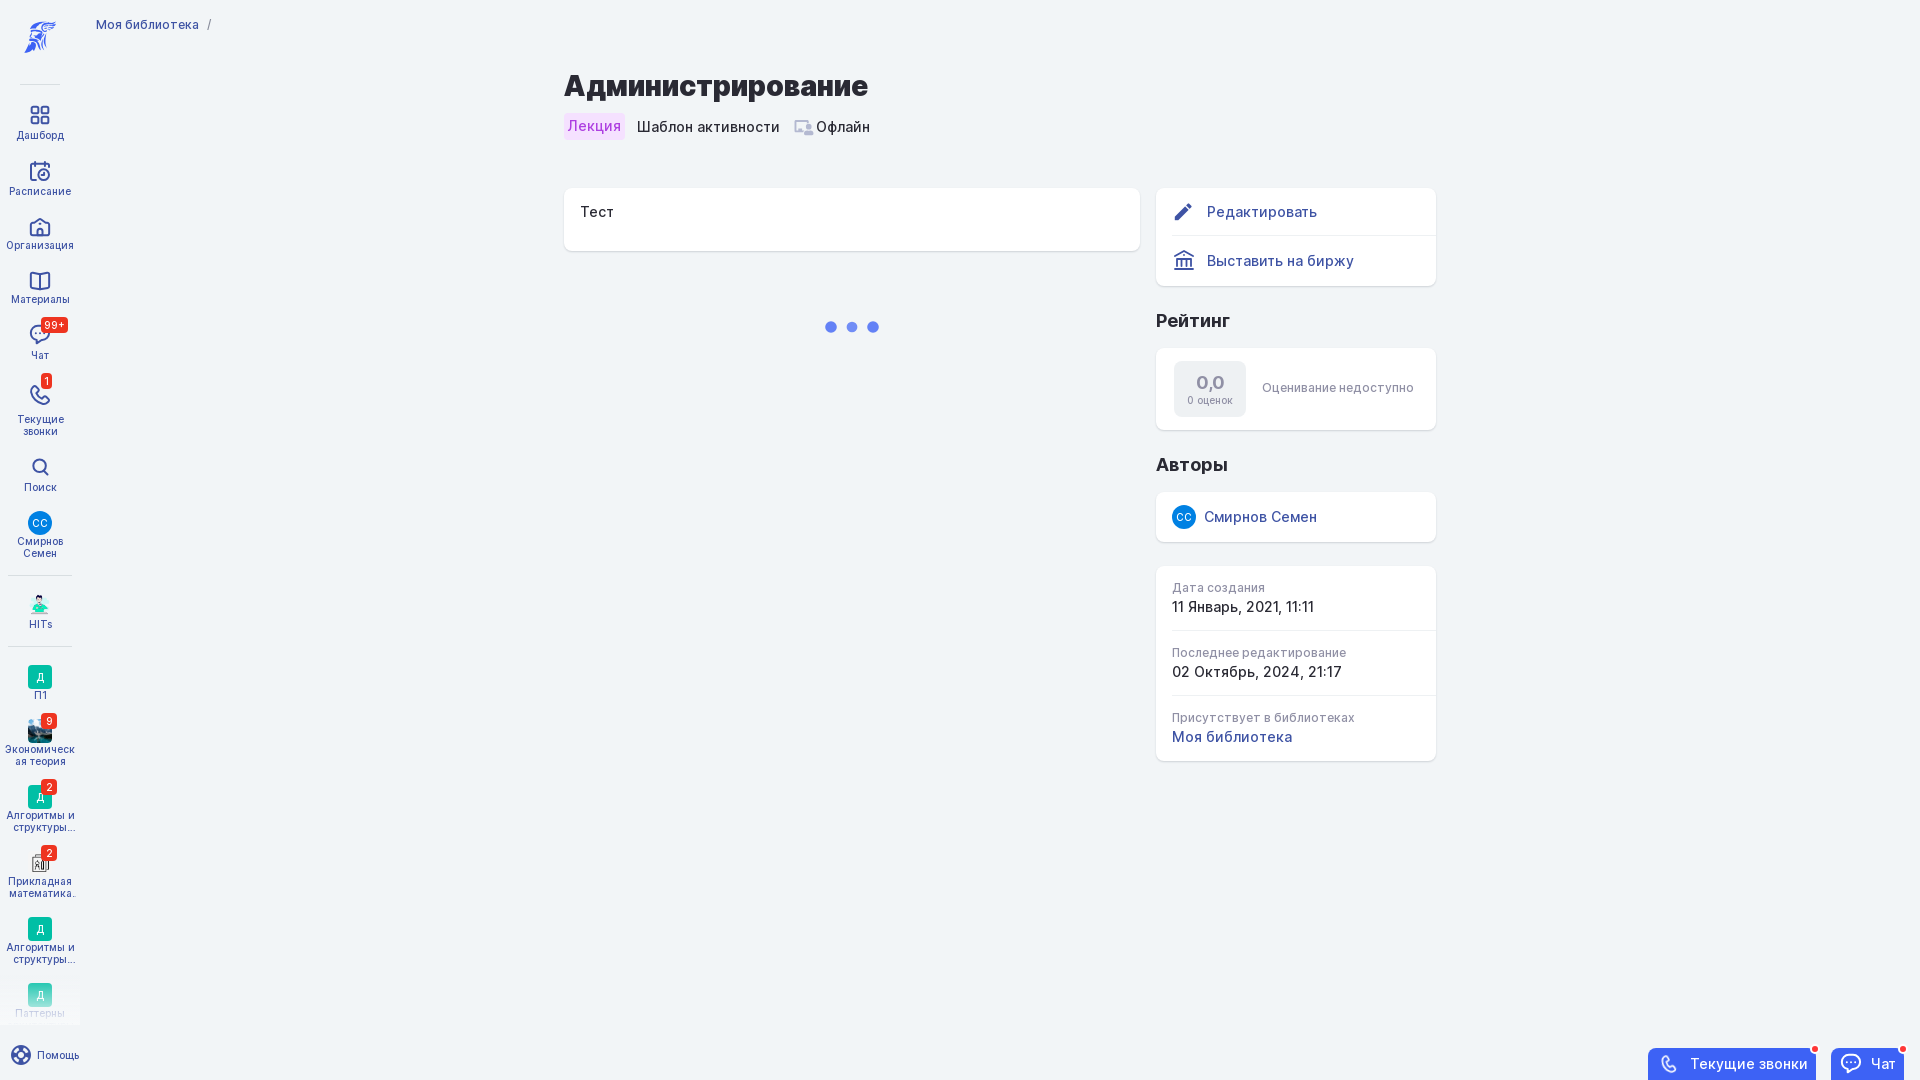 Моя библиотека /
Администрирование
Лекция Шаблон активности Офлайн
Тест
Редактировать
Выставить на биржу
Рейтинг
0,0
0 оценок
Оценивание недоступно
Авторы
СС Смирнов Семен
Дата создания
11 Январь, 2021, 11:11
Последнее редактирование
02 Октябрь, 2024, 21:17
Присутствует в библиотеках
Моя библиотека
Дашборд
Расписание
Организация
Материалы
99+
Чат
1
Текущие
звонки
Поиск
СС
Смирнов
Семен
HITs
Д
П1
9
Экономическ
ая теория
2
Д
Алгоритмы и
структуры...
2
Прикладная
математика..
Д
Алгоритмы и
структуры...
Д
Паттерны
Помощь
Текущие звонки
Чат